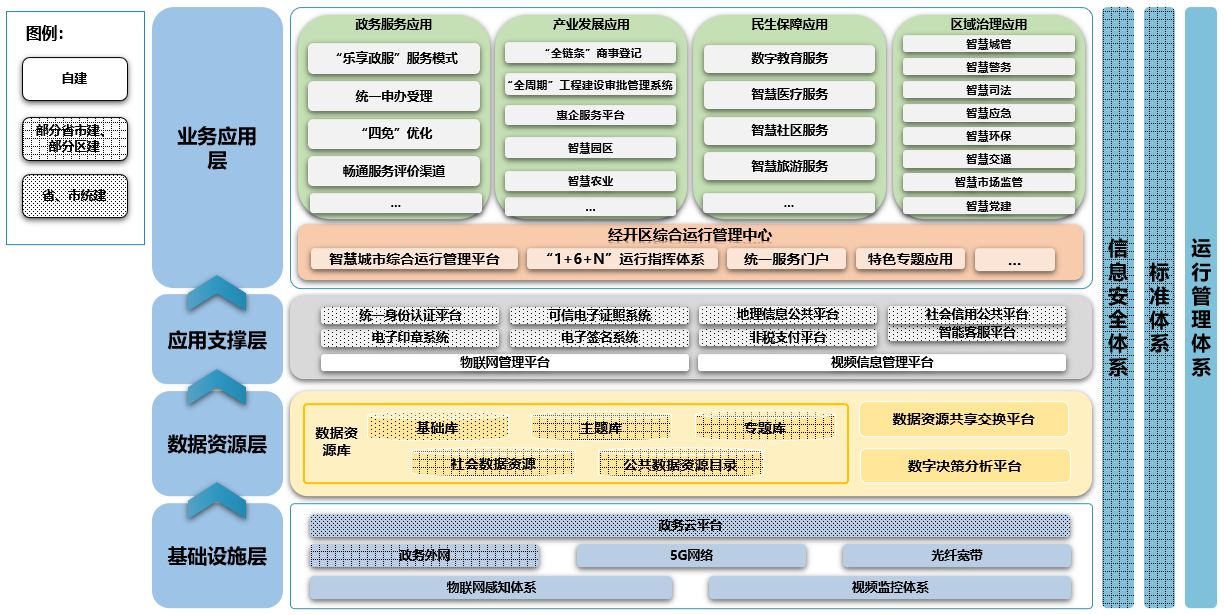 图例：
自建
部分省市建、
部分区建
省、市统建
业务应用
层
政务服务应用
“乐享政服”服务模式
统一申办受理
“四免”优化
畅通服务评价渠道
...
产业发展应用
“全链条”商事登记
“全周期”工程建设审批管理系统
惠企服务平台
智慧园区
智慧农业
...
民生保障应用
数字教育服务
智慧医疗服务
智慧社区服务
智慧旅游服务
...
区域治理应用
智慧城管
智慧警务
智慧司法
智慧应急
智慧环保
智慧交通
智慧市场监管
智慧党建
经开区综合运行管理中心
智慧城市综合运行管理平台
“1+6+N”运行指挥体系
统一服务门户
特色专题应用
...
应用支撑层
统一身份认证平台
可信电子证照系统
地理信息公共平台
社会信用公共平台
电子印章系统
电子签名系统
非税支付平台
智能客服平台
物联网管理平台
视频信息管理平台
数据资源层
数据资
源库
基础库
主题库
专题库
社会数据资源
公共数据资源目录
数据资源共享交换平台
数字决策分析平台
基础设施层
政务云平台
政务外网
5G网络
光纤宽带
物联网感知体系
视频监控体系
信息安全体系
标准体系
运行管理体系